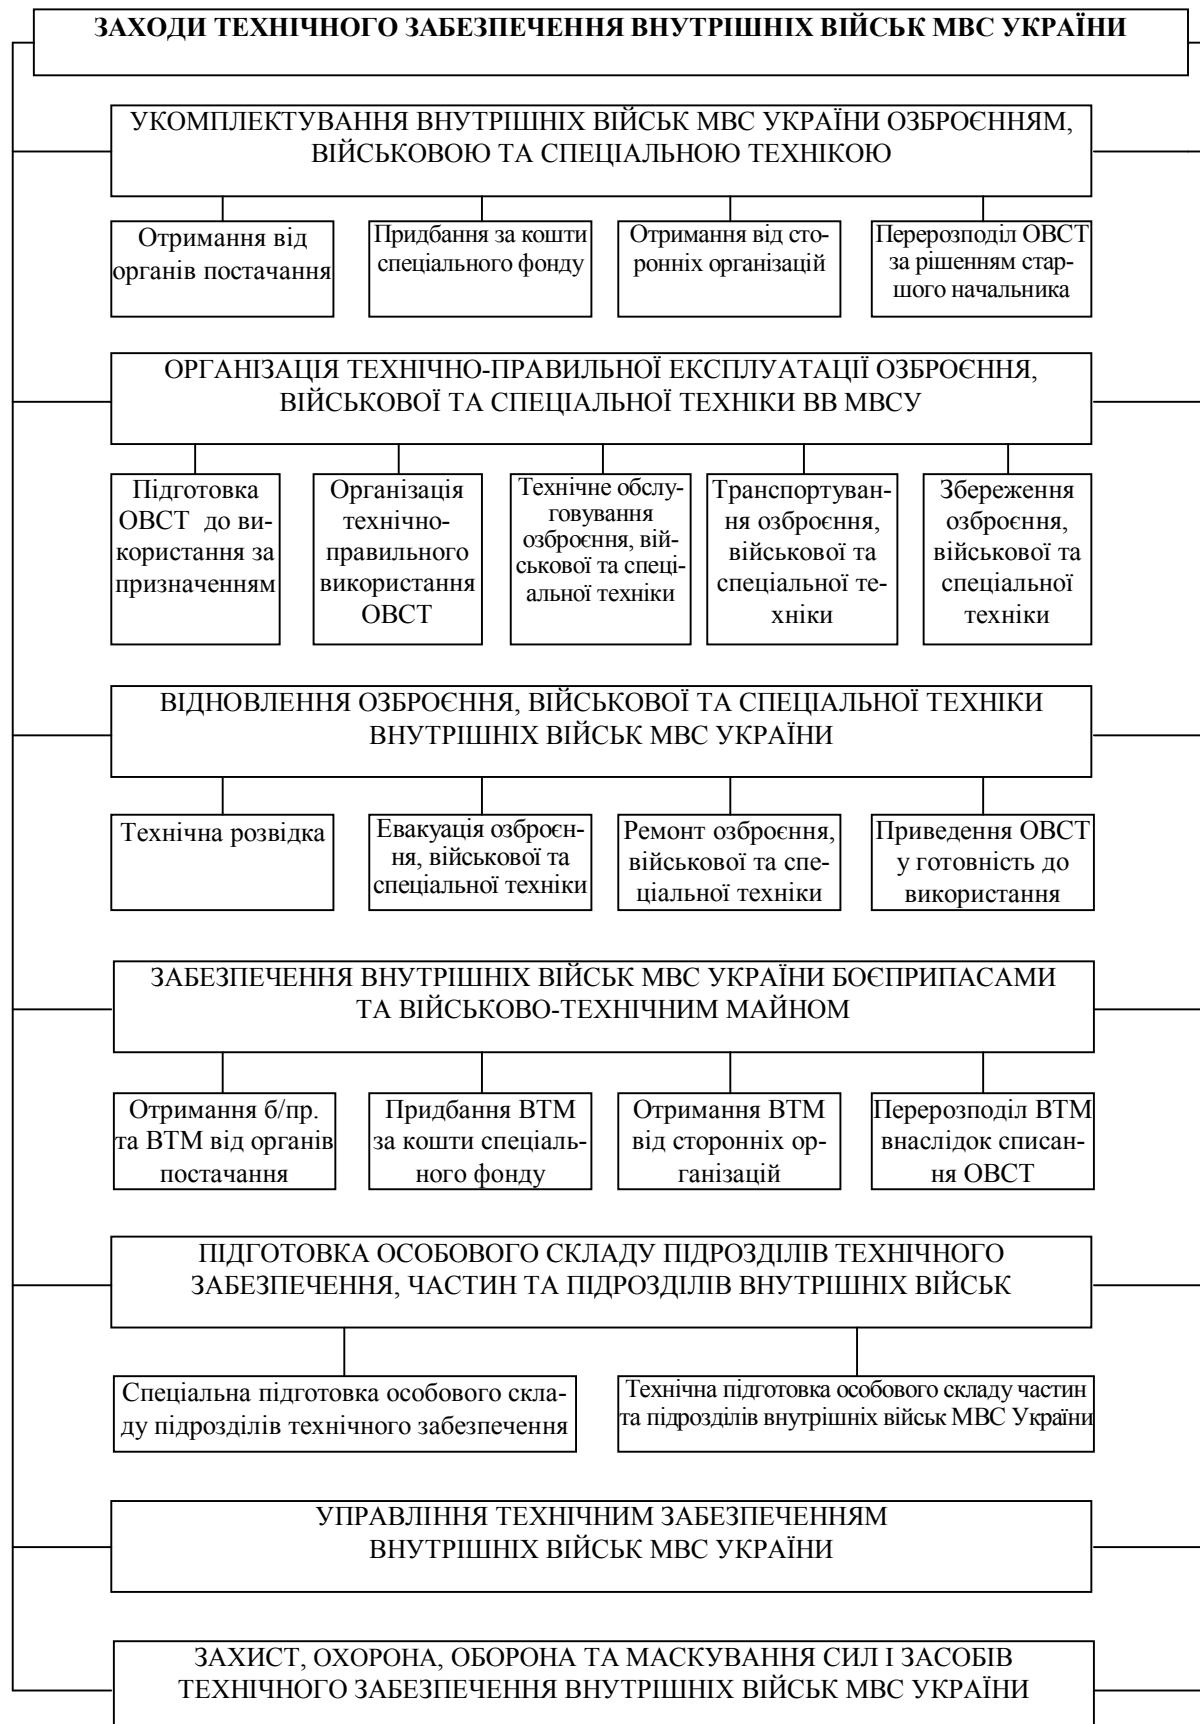 ЗАХОДИ ТЕХНІЧНОГО ЗАБЕЗПЕЧЕННЯ ВНУТРІШНІХ ВІЙСЬК МВС УКРАЇНИ
УКОМПЛЕКТУВАННЯ ВНУТРІШНІХ ВІЙСЬК МВС УКРАЇНИ ОЗБРОЄННЯМ,
ВІЙСЬКОВОЮ ТА СПЕЦІАЛЬНОЮ ТЕХНІКОЮ
Отримання від
органів постачання
Придбання за кошти
спеціального фонду
Отримання від сто-
ронніх організацій
Перерозподіл ОВСТ
за рішенням стар-
шого начальника
ОРГАНІЗАЦІЯ ТЕХНІЧНО-ПРАВИЛЬНОЇ ЕКСПЛУАТАЦІЇ ОЗБРОЄННЯ,
ВІЙСЬКОВОЇ ТА СПЕЦІАЛЬНОЇ ТЕХНІКИ ВВ МВСУ
Підготовка
ОВСТ до ви-
користання за
призначенням
Організація
технічно-
правильного
використання
ОВСТ
Технічне обслу-
говування
озброєння, вій-
ськової та спеці-
альної техніки
Транспортуван-
ня озброєння,
військової та
спеціальної те-
хніки
Збереження
озброєння,
військової та
спеціальної
техніки
ВІДНОВЛЕННЯ ОЗБРОЄННЯ, ВІЙСЬКОВОЇ ТА СПЕЦІАЛЬНОЇ ТЕХНІКИ
ВНУТРІШНІХ ВІЙСЬК МВС УКРАЇНИ
Технічна розвідка
Евакуація озброєн-
ня, військової та
спеціальної техніки
Ремонт озброєння,
військової та спе-
ціальної техніки
Приведення ОВСТ
у готовність до
використання
ЗАБЕЗПЕЧЕННЯ ВНУТРІШНІХ ВІЙСЬК МВС УКРАЇНИ БОЄПРИПАСАМИ
ТА ВІЙСЬКОВО-ТЕХНІЧНИМ МАЙНОМ
Отримання б/пр.
та ВТМ від органів
постачання
Придбання ВТМ
за кошти спеціаль-
ного фонду
Отримання ВТМ
від сторонніх ор-
ганізацій
Перерозподіл ВТМ
внаслідок списан-
ня ОВСТ
ПІДГОТОВКА ОСОБОВОГО СКЛАДУ ПІДРОЗДІЛІВ ТЕХНІЧНОГО
ЗАБЕЗПЕЧЕННЯ, ЧАСТИН ТА ПІДРОЗДІЛІВ ВНУТРІШНІХ ВІЙСЬК
Спеціальна підготовка особового скла-
ду підрозділів технічного забезпечення
Технічна підготовка особового складу частин
та підрозділів внутрішніх військ МВС України
УПРАВЛІННЯ ТЕХНІЧНИМ ЗАБЕЗПЕЧЕННЯМ
ВНУТРІШНІХ ВІЙСЬК МВС УКРАЇНИ
ЗАХИСТ, ОХОРОНА, ОБОРОНА ТА МАСКУВАННЯ СИЛ І ЗАСОБІВ
ТЕХНІЧНОГО ЗАБЕЗПЕЧЕННЯ ВНУТРІШНІХ ВІЙСЬК МВС УКРАЇНИ